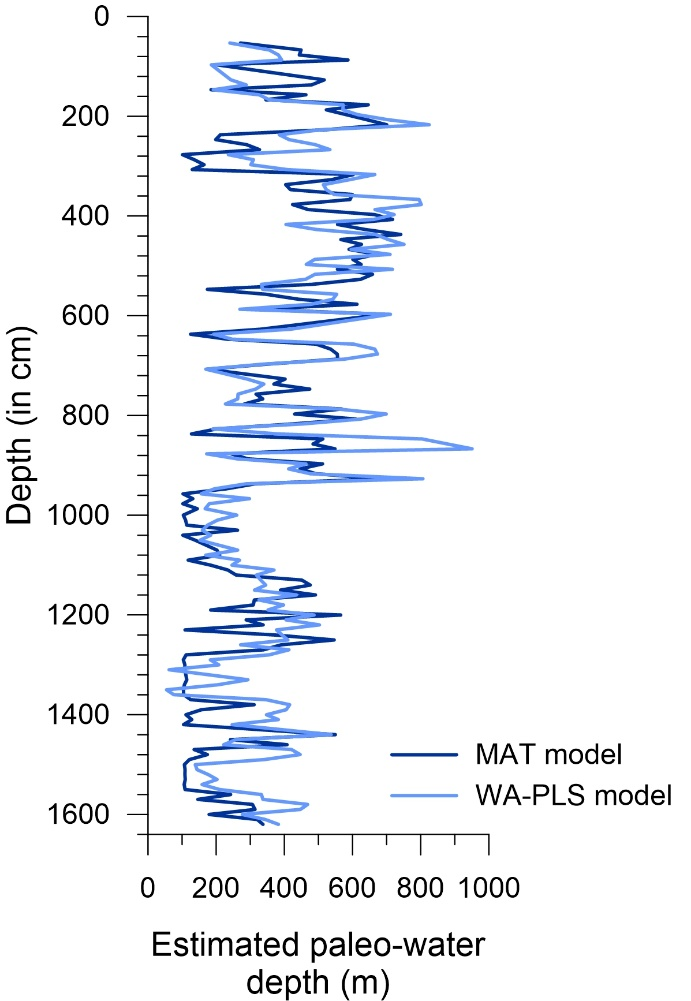 0
200
400
600
800
1000
1200
1400
1600
Depth (in cm)
MAT model
WA-PLS model
0 200 400 600 800 1000
Estimated paleo-water
depth (m)